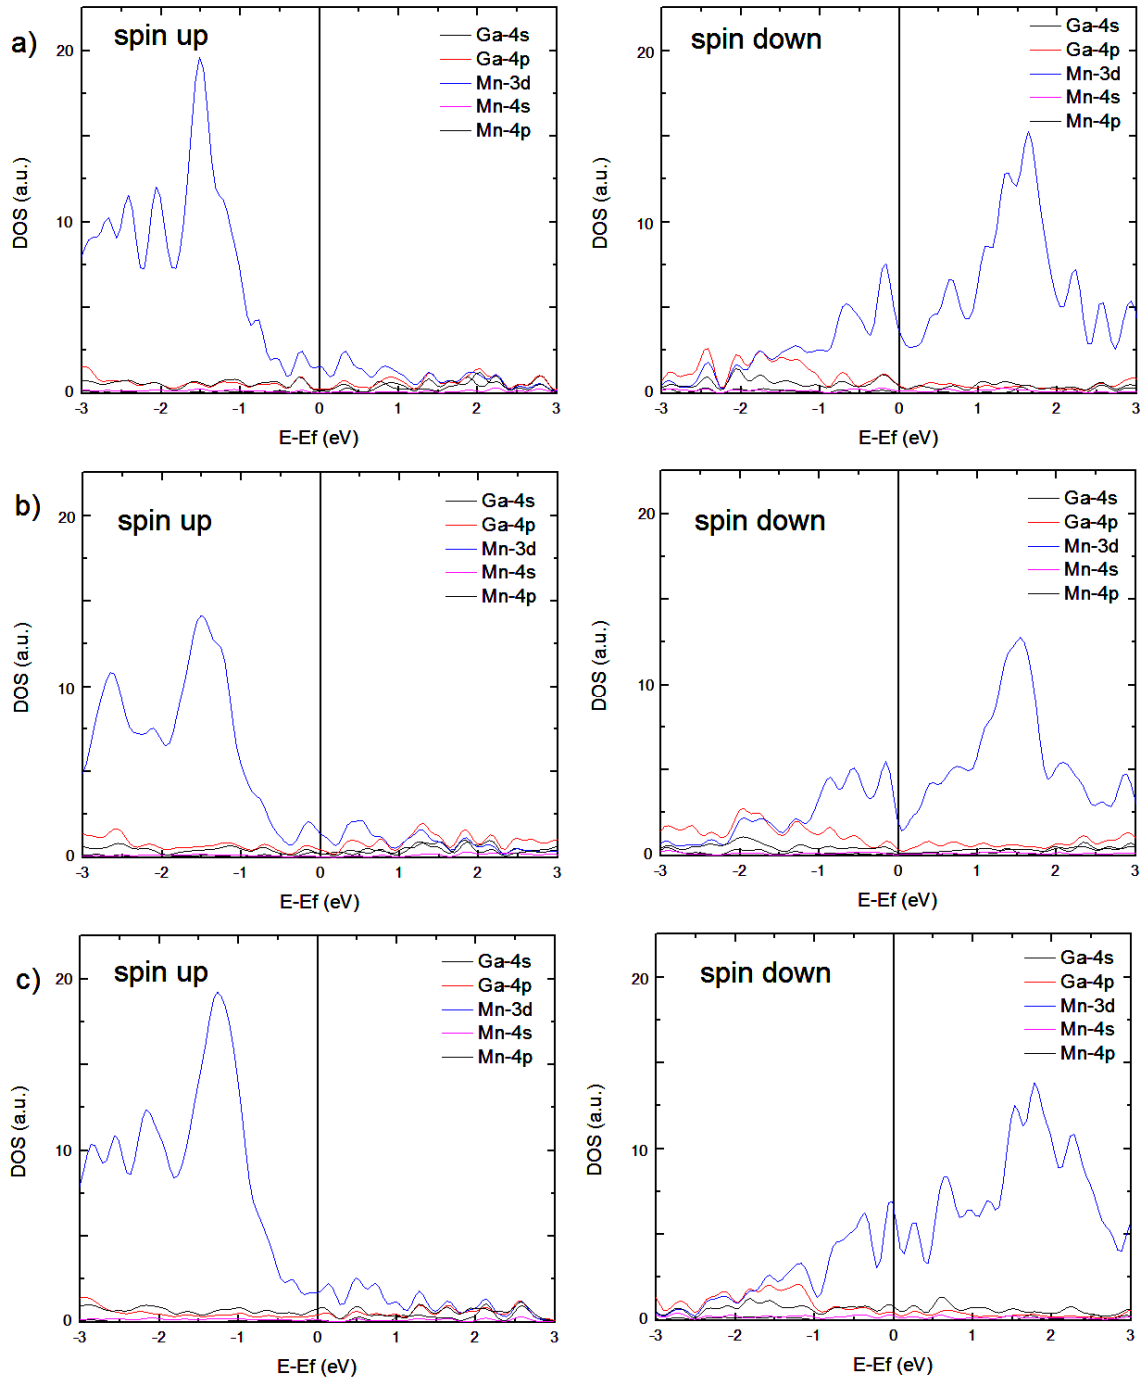 a)
spin up
Ga-4s
Ga-4p
Mn-3d
Mn-4s
Mn-4p
20
10
0
DOS (a.u.)
-3 -2 -1 0 1 2 3
E-Ef (eV)
spin down
Ga-4s
Ga-4p
Mn-3d
Mn-4s
Mn-4p
20
10
0
DOS (a.u.)
-3 -2 -1 0 1 2 3
E-Ef (eV)
b)
spin up
Ga-4s
Ga-4p
Mn-3d
Mn-4s
Mn-4p
20
10
0
DOS (a.u.)
-3 -2 -1 0 1 2 3
E-Ef (eV)
spin down
Ga-4s
Ga-4p
Mn-3d
Mn-4s
Mn-4p
20
10
0
DOS (a.u.)
-3 -2 -1 0 1 2 3
E-Ef (eV)
c)
spin up
Ga-4s
Ga-4p
Mn-3d
Mn-4s
Mn-4p
20
10
0
DOS (a.u.)
-3 -2 -1 0 1 2 3
E-Ef (eV)
spin down
Ga-4s
Ga-4p
Mn-3d
Mn-4s
Mn-4p
20
10
0
DOS (a.u.)
-3 -2 -1 0 1 2 3
E-Ef (eV)